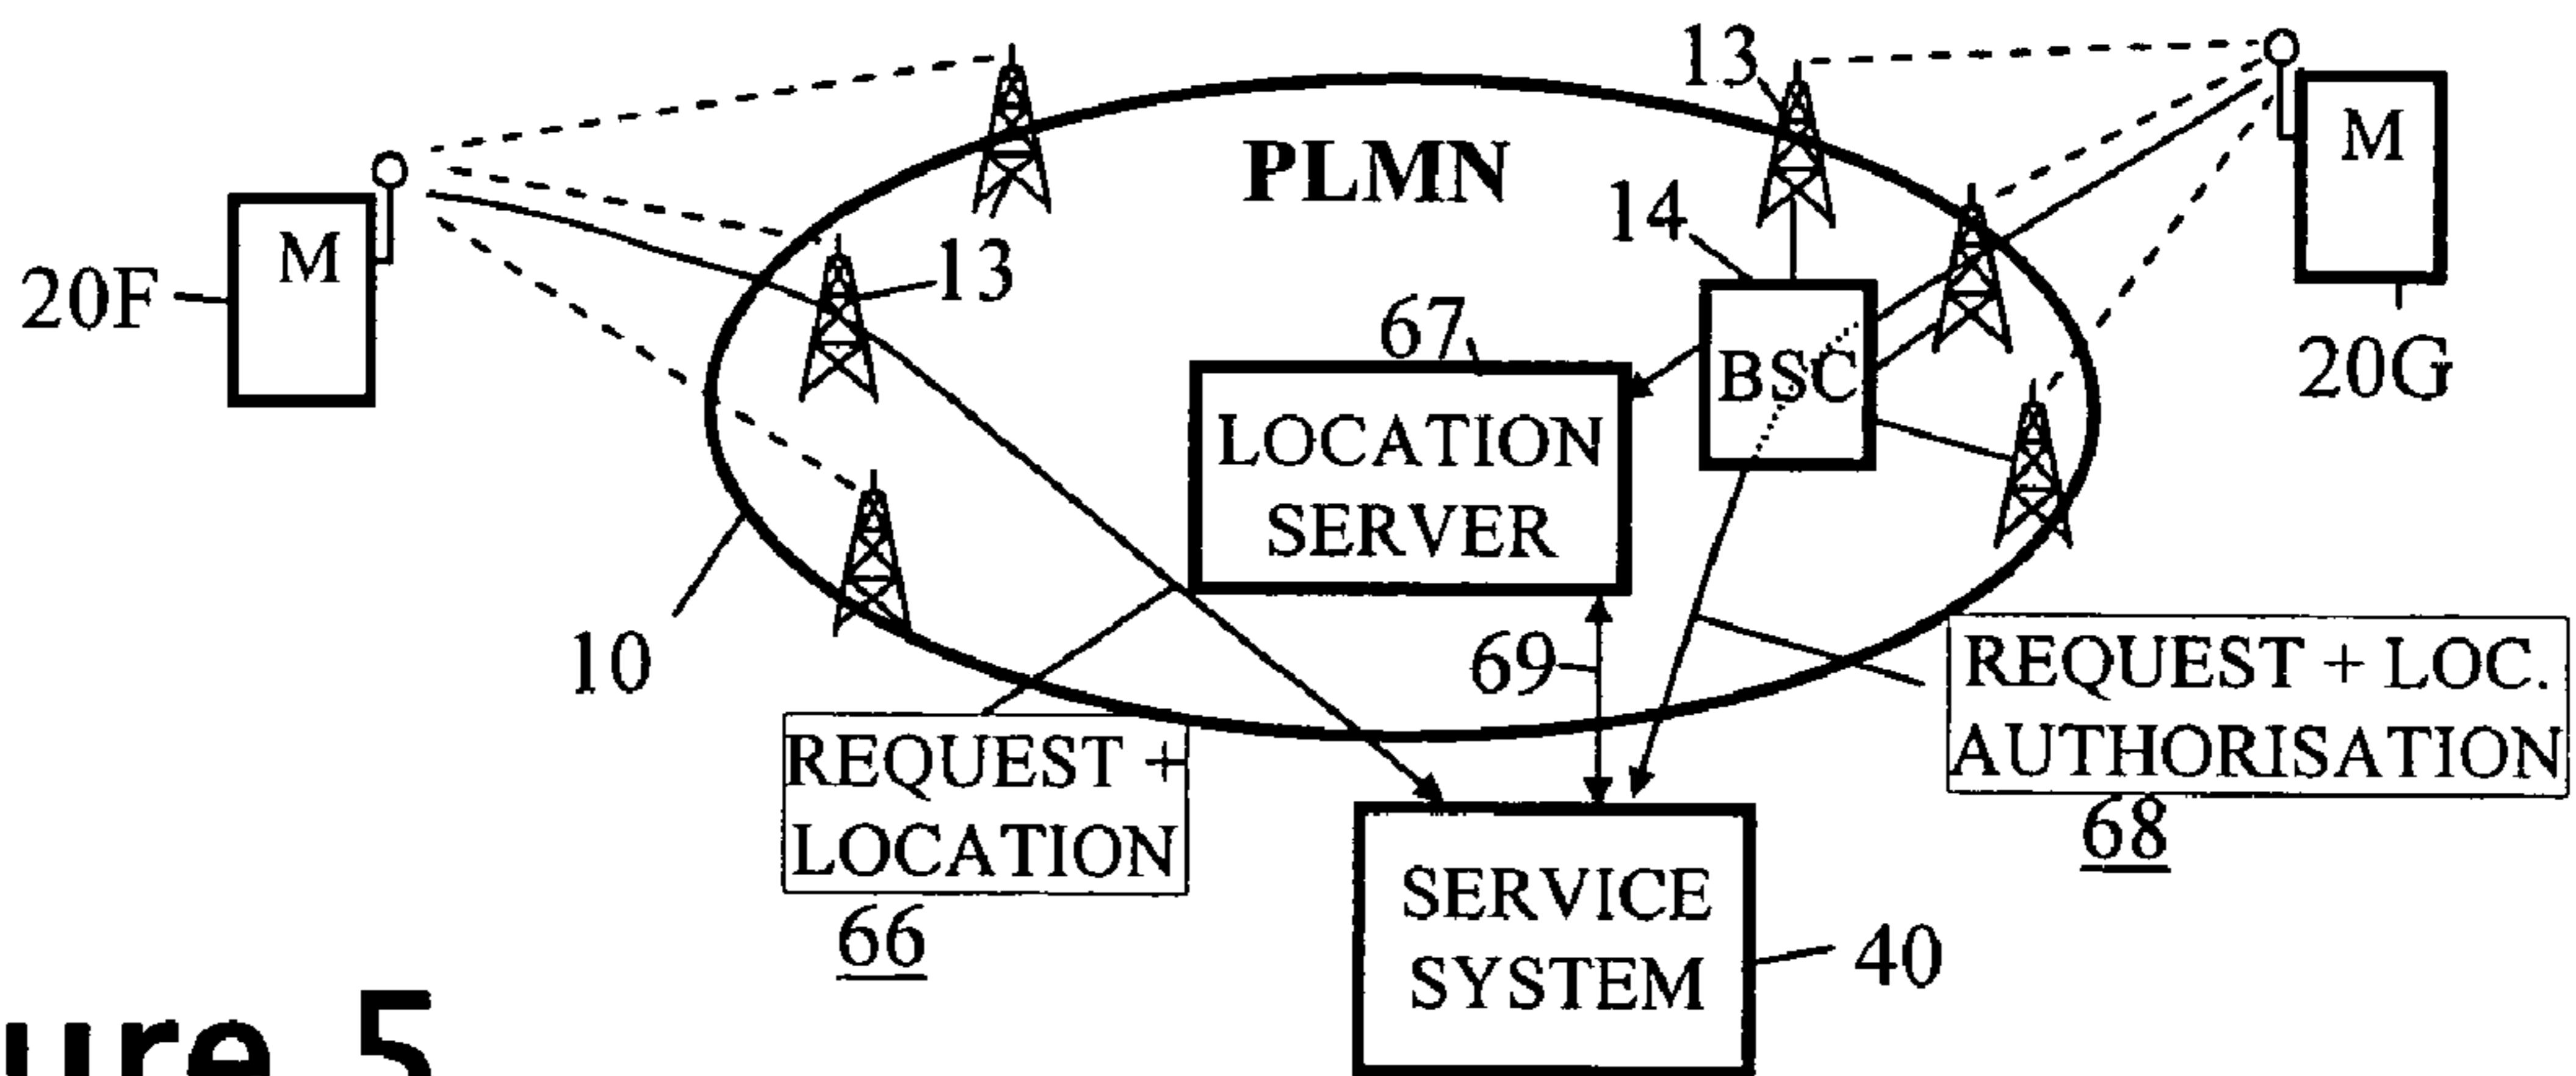 13
PLMN
M
M
14
20F
13
67
BSC
20G
LOCATION
SERVER
10
69
REQUEST + LOC.
AUTHORISATION
68
REQUEST +
LOCATION
66
SERVICE
SYSTEM
40
ure 5